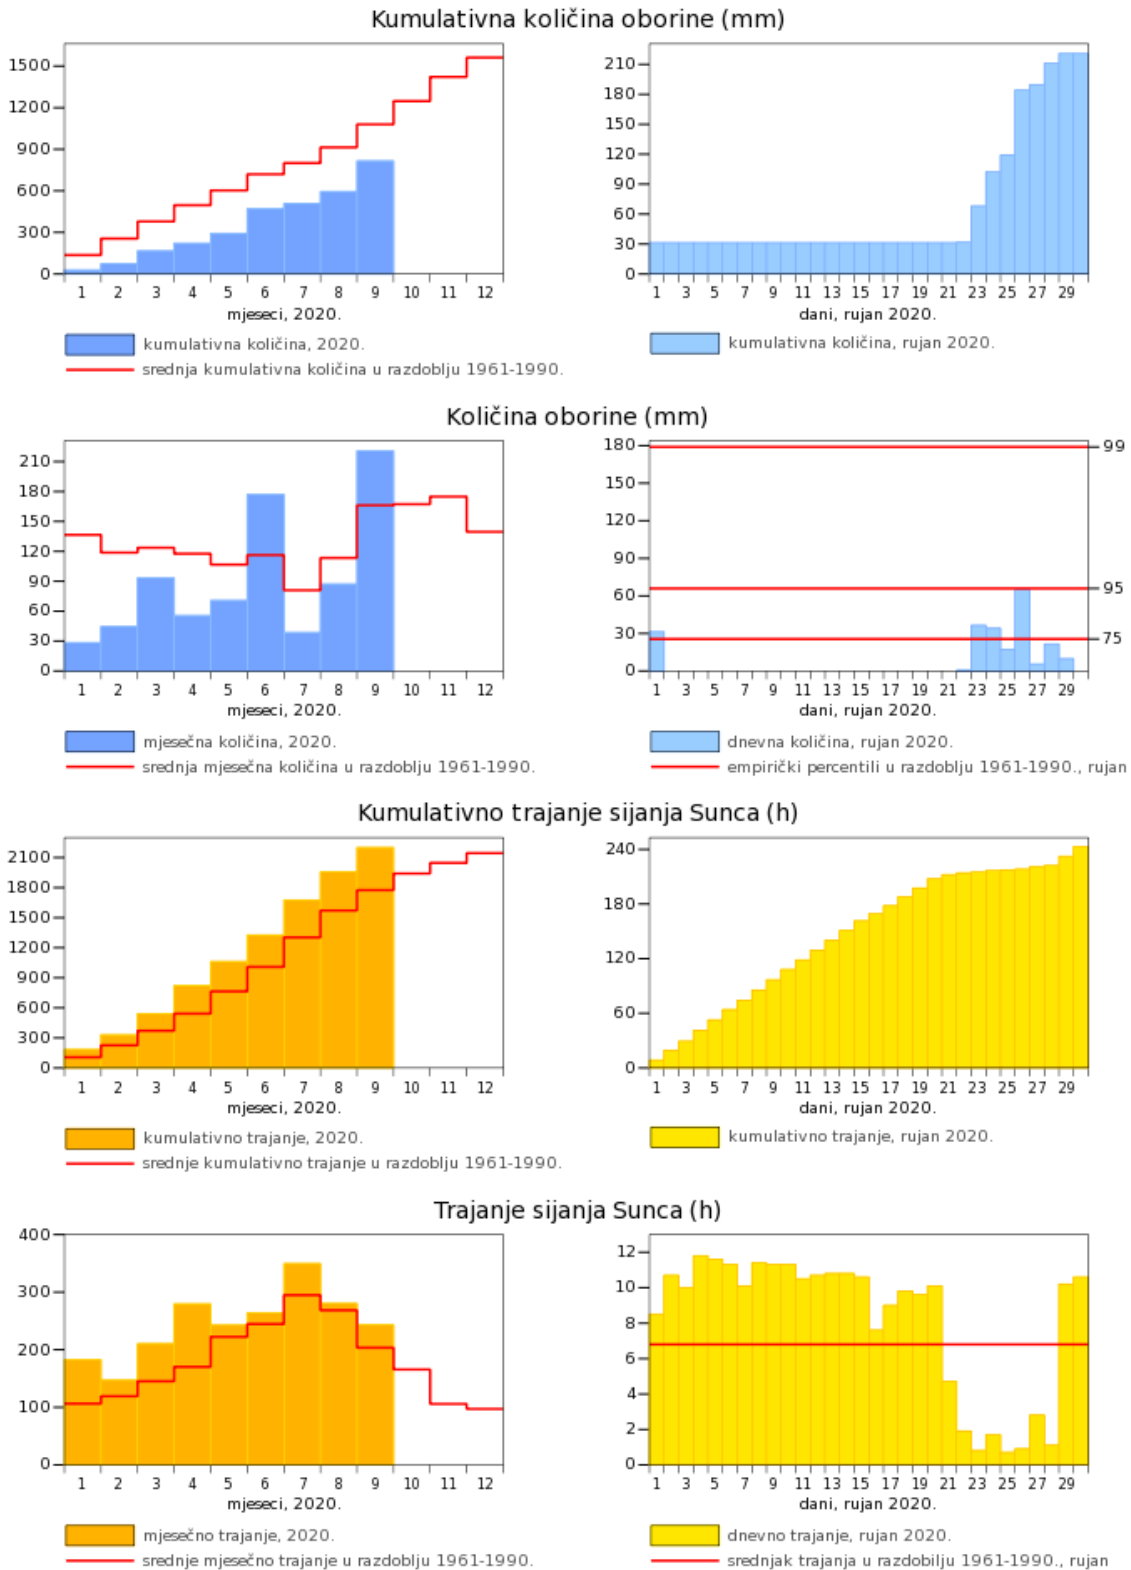 Kumulativna količina oborine (mm)
1500
1200
900
600
300
0
1 2 3 4 5 6 7 8 9 10 11 12
mjeseci, 2020.
kumulativna količina, 2020.
srednja kumulativna količina u razdoblju 1961-1990.
210
180
150
120
90
60
30
0
1 3 5 7 9 11 13 15 17 19 21 23 25 27 29
dani, rujan 2020.
kumulativna količina, rujan 2020.
Količina oborine (mm)
210
180
150
120
90
60
30
0
1 2 3 4 5 6 7 8 9 10 11 12
mjeseci, 2020.
mjesečna količina, 2020.
srednja mjesečna količina u razdoblju 1961-1990.
180
150
120
90
60
30
0
99
95
75
1 3 5 7 9 11 13 15 17 19 21 23 25 27 29
dani, rujan 2020.
dnevna količina, rujan 2020.
empirički percentili u razdoblju 1961-1990., rujan
Kumulativno trajanje sijanja Sunca (h)
2100
1800
1500
1200
900
600
300
0
1 2 3 4 5 6 7 8 9 10 11 12
mjeseci, 2020.
kumulativno trajanje, 2020.
srednje kumulativno trajanje u razdoblju 1961-1990.
240
180
120
60
0
1 3 5 7 9 11 13 15 17 19 21 23 25 27 29
dani, rujan 2020.
kumulativno trajanje, rujan 2020.
Trajanje sijanja Sunca (h)
400
300
200
100
0
1 2 3 4 5 6 7 8 9 10 11 12
mjeseci, 2020.
mjesečno trajanje, 2020.
srednje mjesečno trajanje u razdoblju 1961-1990.
12
10
8
6
4
2
0
1 3 5 7 9 11 13 15 17 19 21 23 25 27 29
dani, rujan 2020.
dnevno trajanje, rujan 2020.
srednjak trajanja u razdobilju 1961-1990., rujan